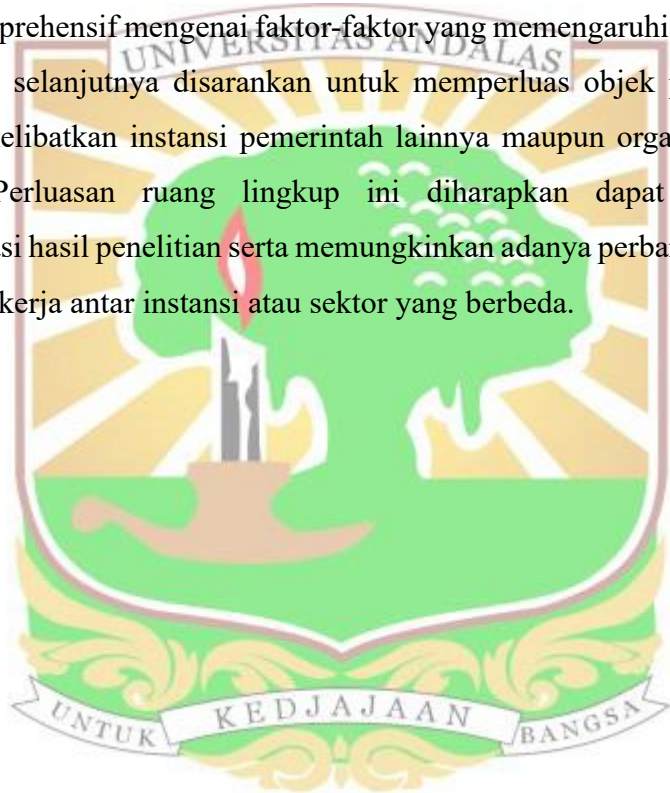 prehensif mengenai faktor-faktor yang memengaruhi
UNIVERSITAS ANDALAS
selanjutnya disarankan untuk memperluas objek
elibatkan instansi pemerintah lainnya maupun orga
Perluasan ruang lingkup ini diharapkan dapat
si hasil penelitian serta memungkinkan adanya perba
kerja antar instansi atau sektor yang berbeda.
UNTUK KEDJAJAAN BANGSA